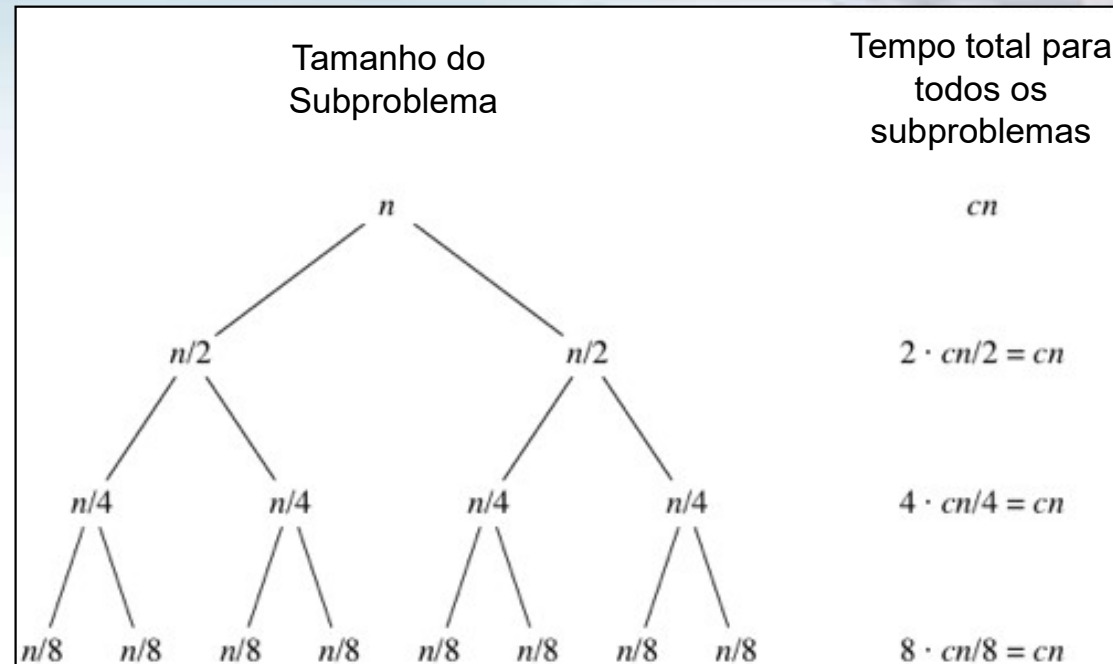 Tamanho do
Subproblema
Tempo total para
todos os
subproblemas
n cn
n/2 n/2 2 · cn/2 = cn
n/4 n/4 n/4 n/4 4 · cn/4 = cn
n/8 n/8 n/8 n/8 n/8 n/8 n/8 n/8 8 · cn/8 = cn